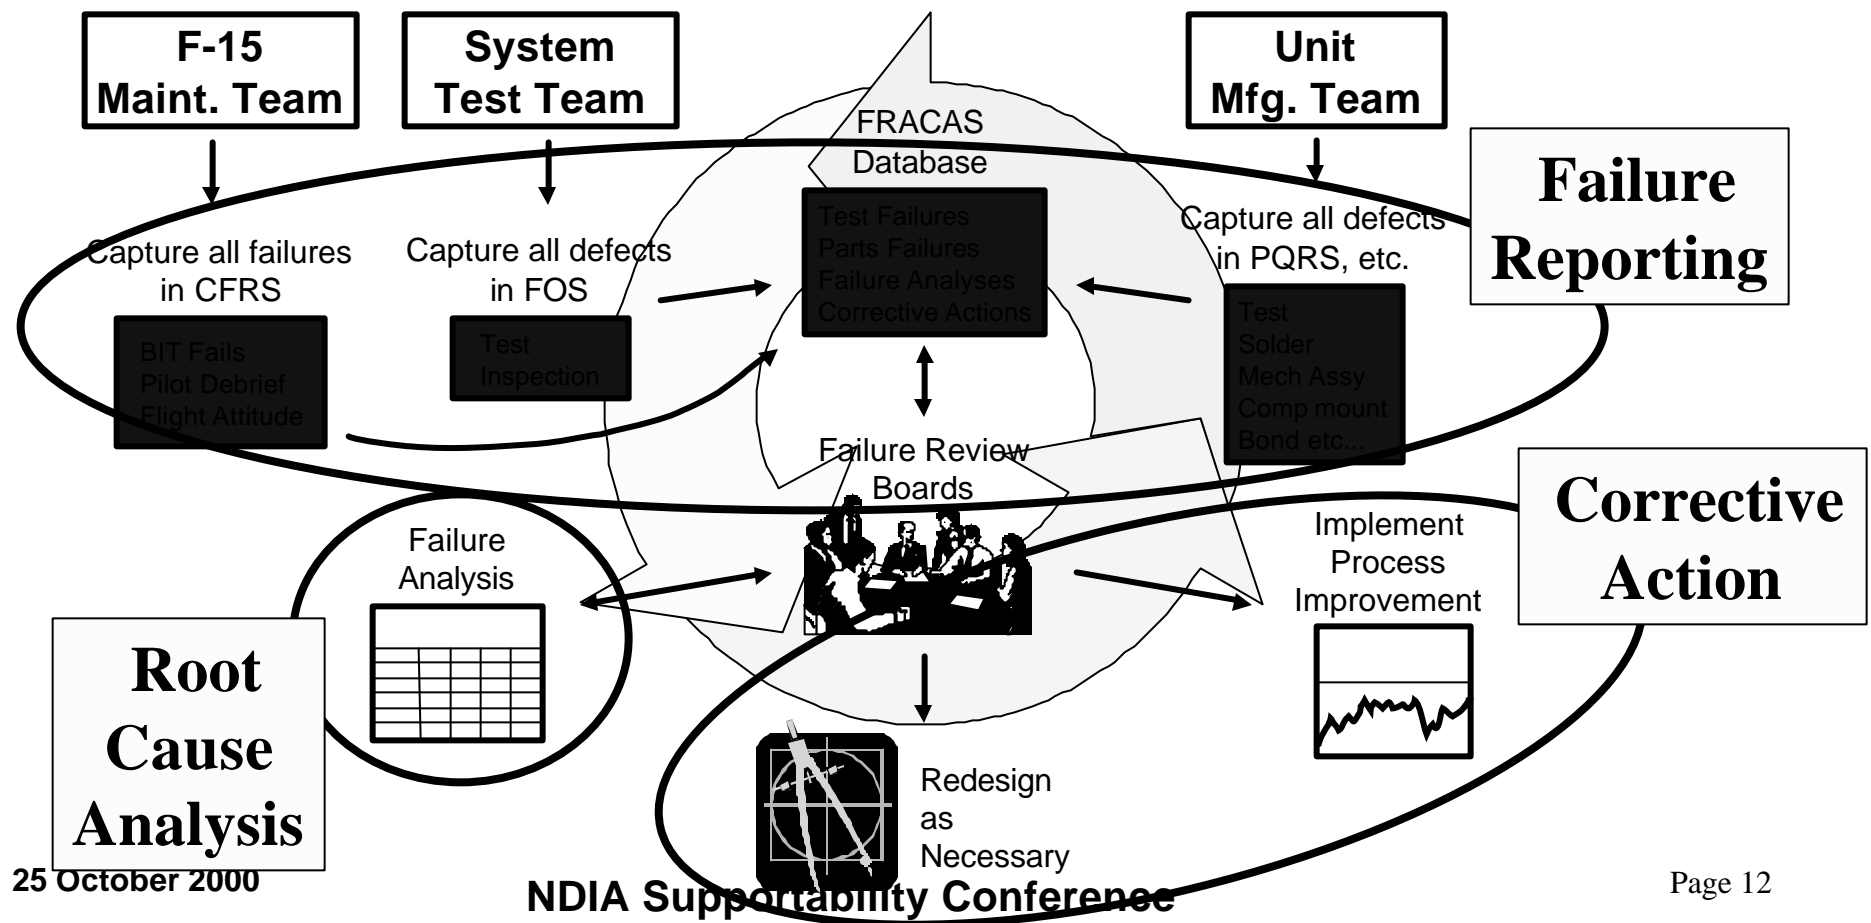 F-15
Maint. Team
System
Test Team
Unit
Mfg. Team
FRACAS
Database
Test Failures
Parts Failures
Failure Analyses
Corrective Actions
Failure
Reporting
Capture all failures
in CFRS
BIT Fails
Pilot Debrief
Flight Attitude
Capture all defects
in FOS
Test
Inspection
Capture all defects
in PQRS, etc.
Test
Solder
Mech Assy
Comp mount
Bond etc...
Failure Review
Boards
Failure
Analysis
Implement
Process
Improvement
Corrective
Action
Root
Cause
Analysis
Redesign
as
Necessary
25 October 2000
NDIA Supportability Conference
Page 12